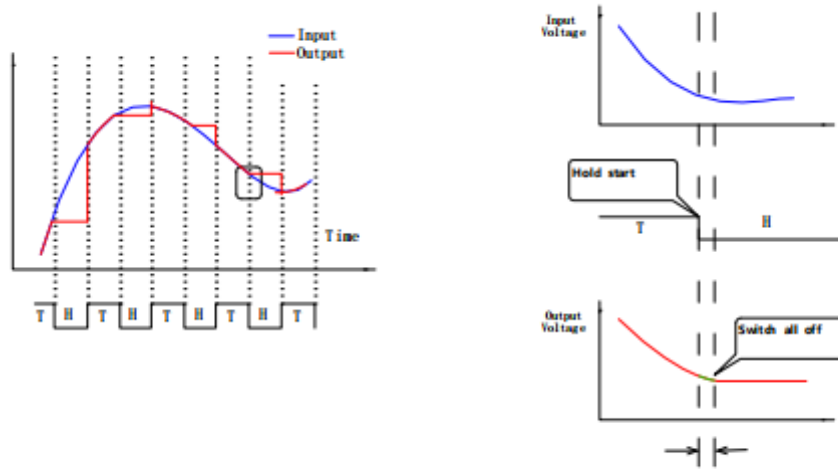 Input
Output
Time
T H T H T H T H T
Input
Voltage
Hold start
T H
Output
Voltage
Switch all off